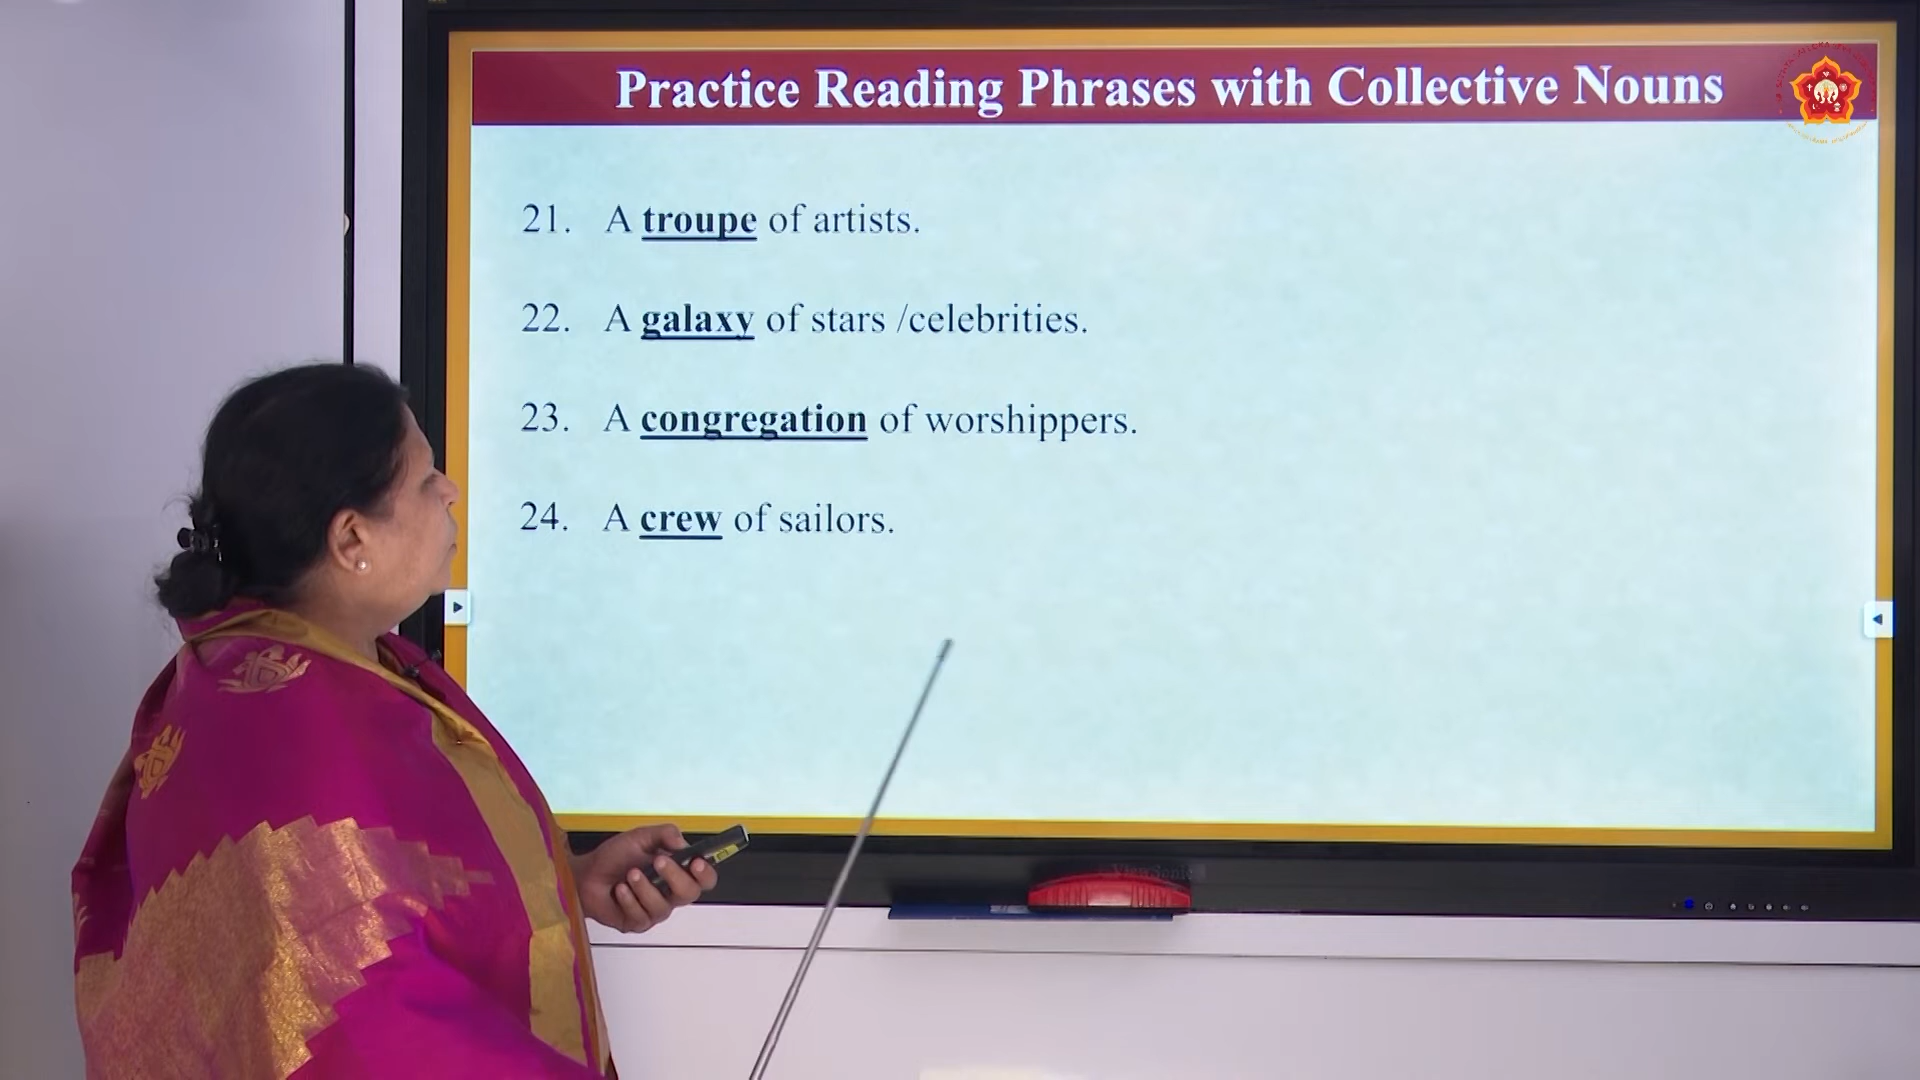 Practice Reading Phrases with Collective Nouns
21. A troupe of artists.
22. A galaxy of stars /celebrities.
23. A congregation of worshippers.
24. A crew of sailors.
ViewSonic